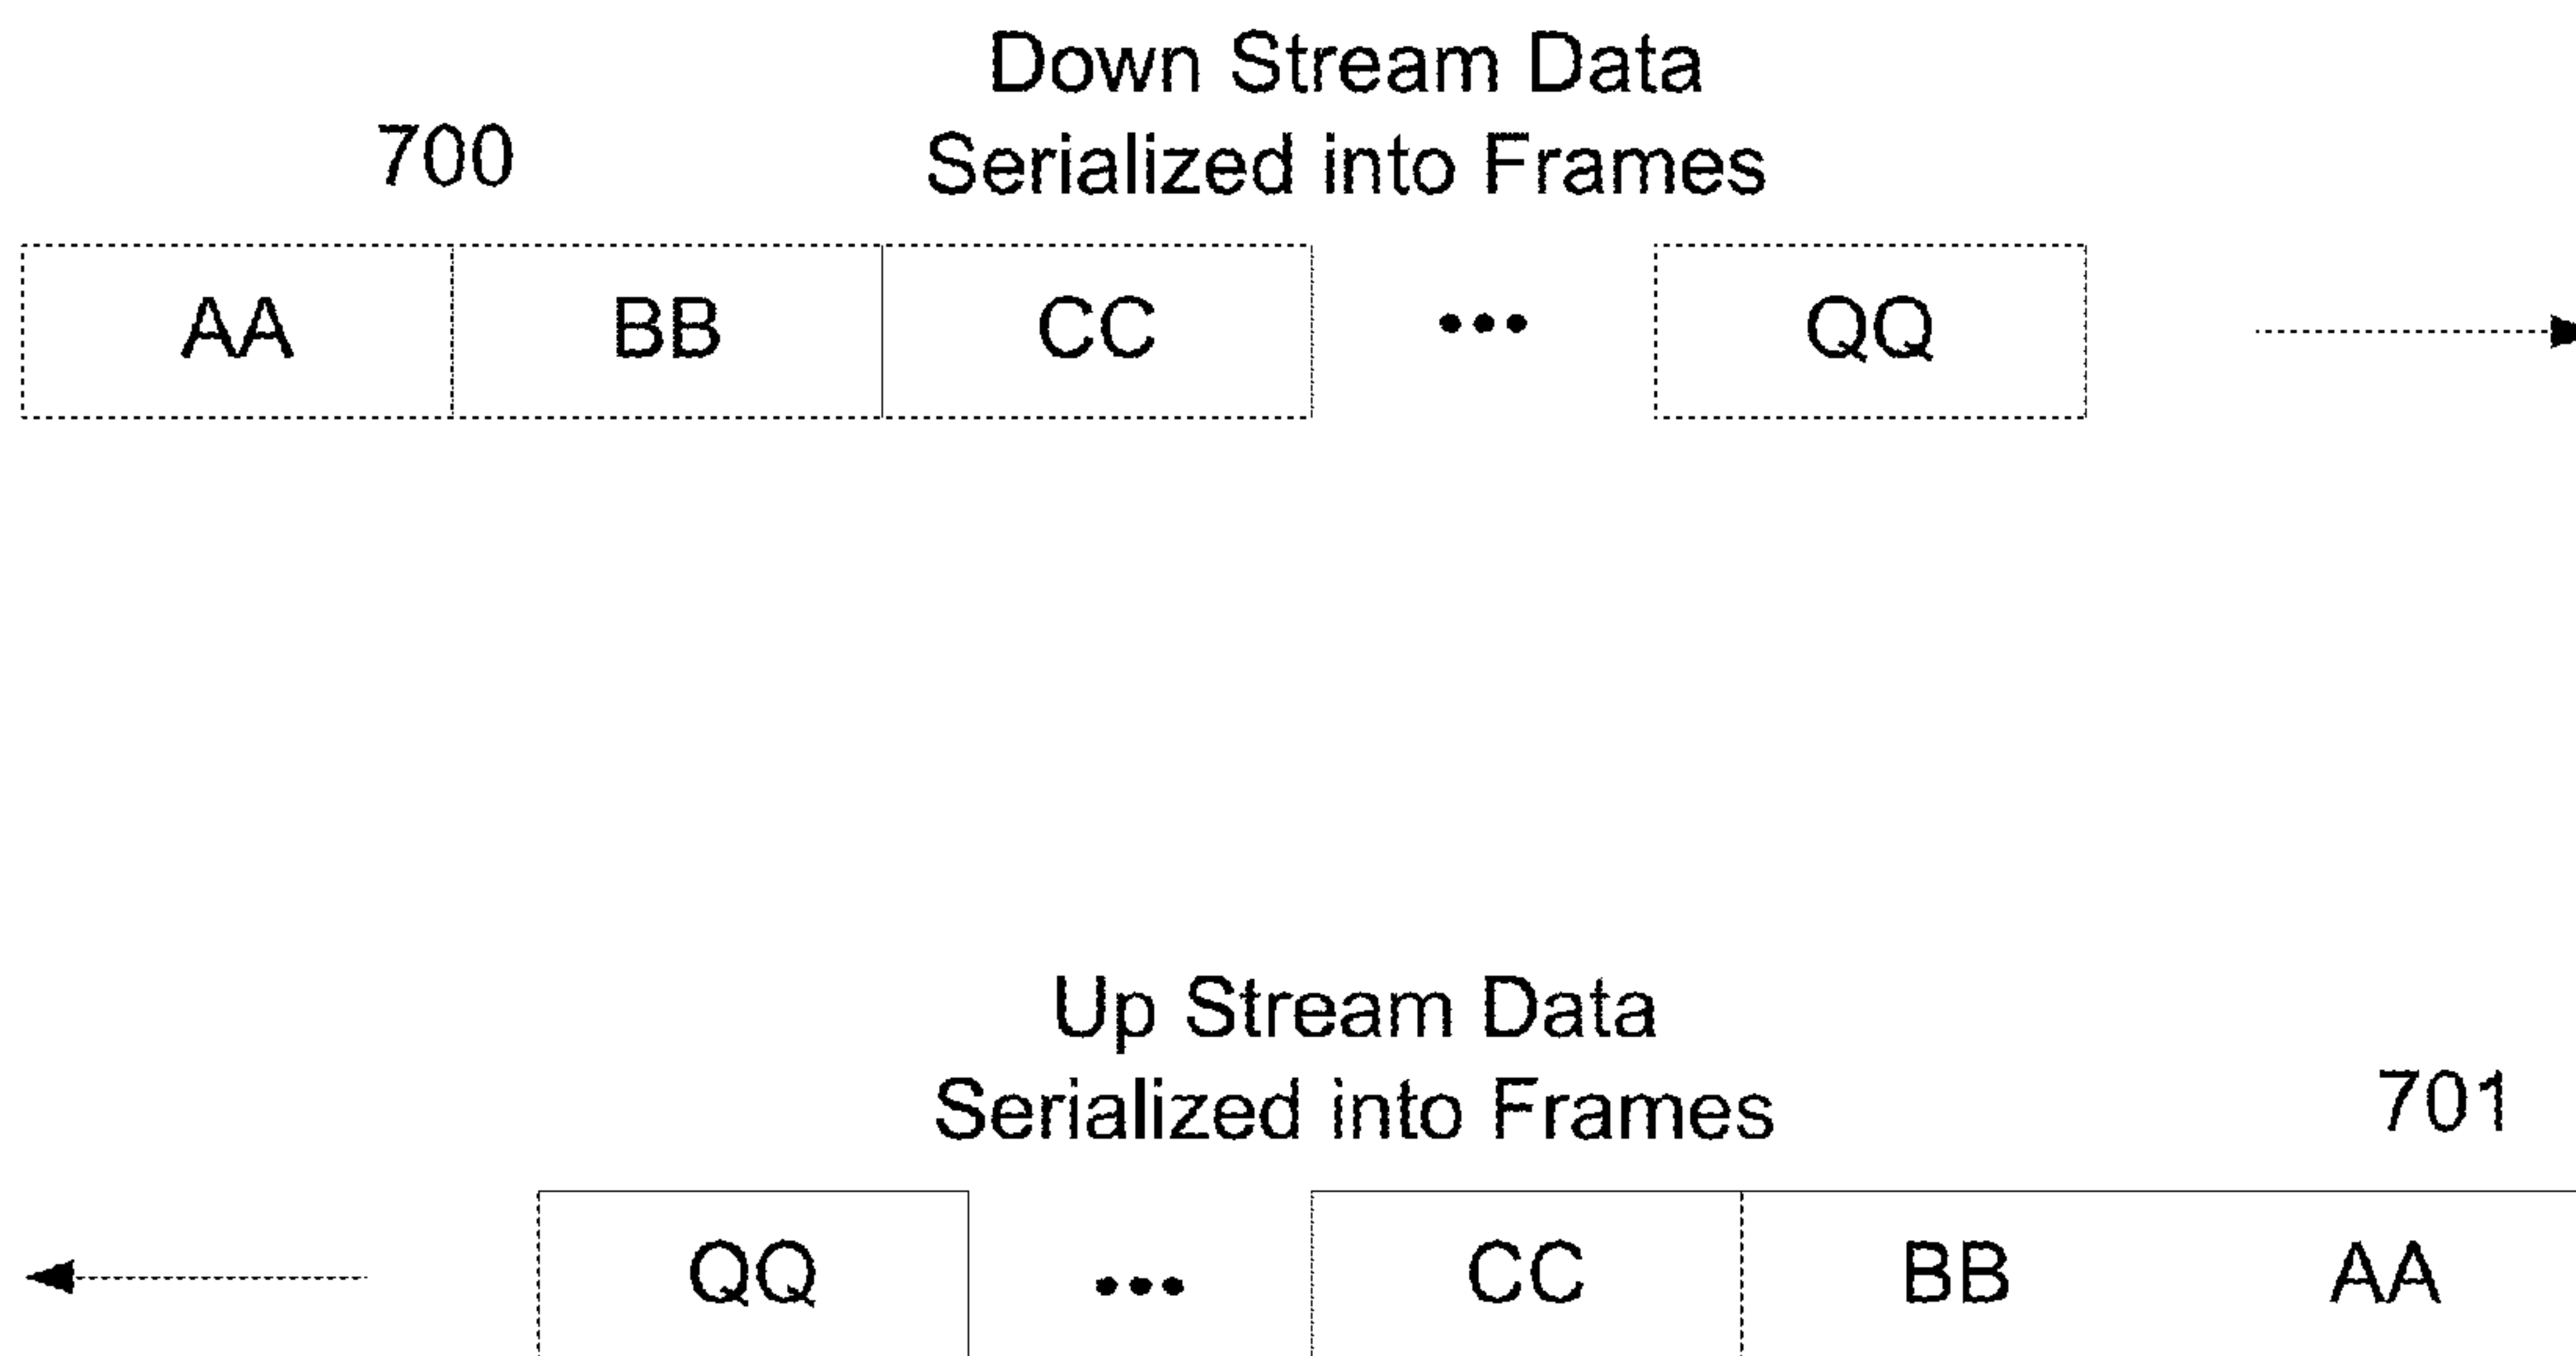 Down Stream Data
700
Serialized into Frames
AA BB CC ••• QQ
Up Stream Data
Serialized into Frames
701
QQ ••• CC BB AA